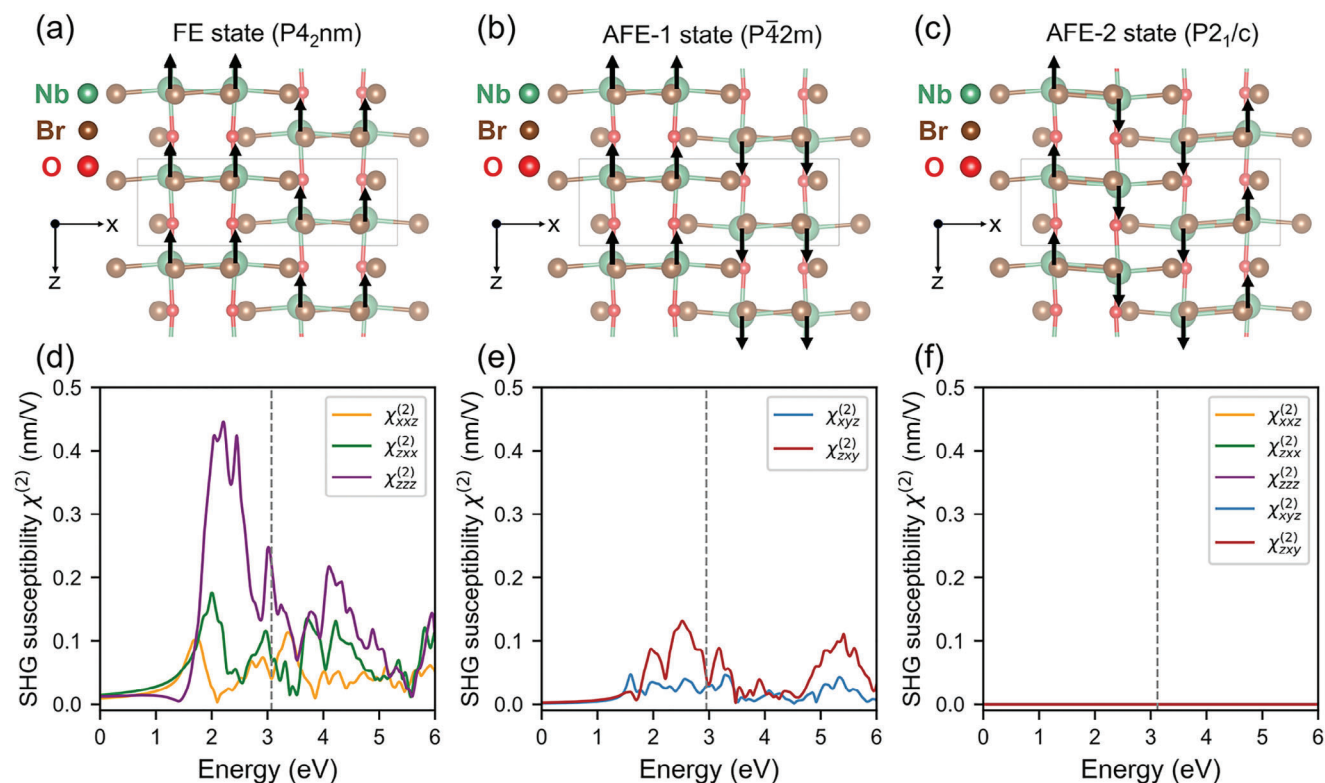 (a) FE state (P4₂nm)
Nb
Br
O
x
z
(b) AFE-1 state (P4̅2m)
Nb
Br
O
x
z
(c) AFE-2 state (P2₁/c)
Nb
Br
O
x
z
(d)
SHG susceptibility χ⁽²⁾ (nm/V)
0.5
0.4
0.3
0.2
0.1
0.0
χ⁽²⁾xxz
χ⁽²⁾zxx
χ⁽²⁾zzz
0 1 2 3 4 5 6
Energy (eV)
(e)
SHG susceptibility χ⁽²⁾ (nm/V)
0.5
0.4
0.3
0.2
0.1
0.0
χ⁽²⁾xyz
χ⁽²⁾zxy
0 1 2 3 4 5 6
Energy (eV)
(f)
SHG susceptibility χ⁽²⁾ (nm/V)
0.5
0.4
0.3
0.2
0.1
0.0
χ⁽²⁾xxz
χ⁽²⁾zxx
χ⁽²⁾zzz
χ⁽²⁾xyz
χ⁽²⁾zxy
0 1 2 3 4 5 6
Energy (eV)